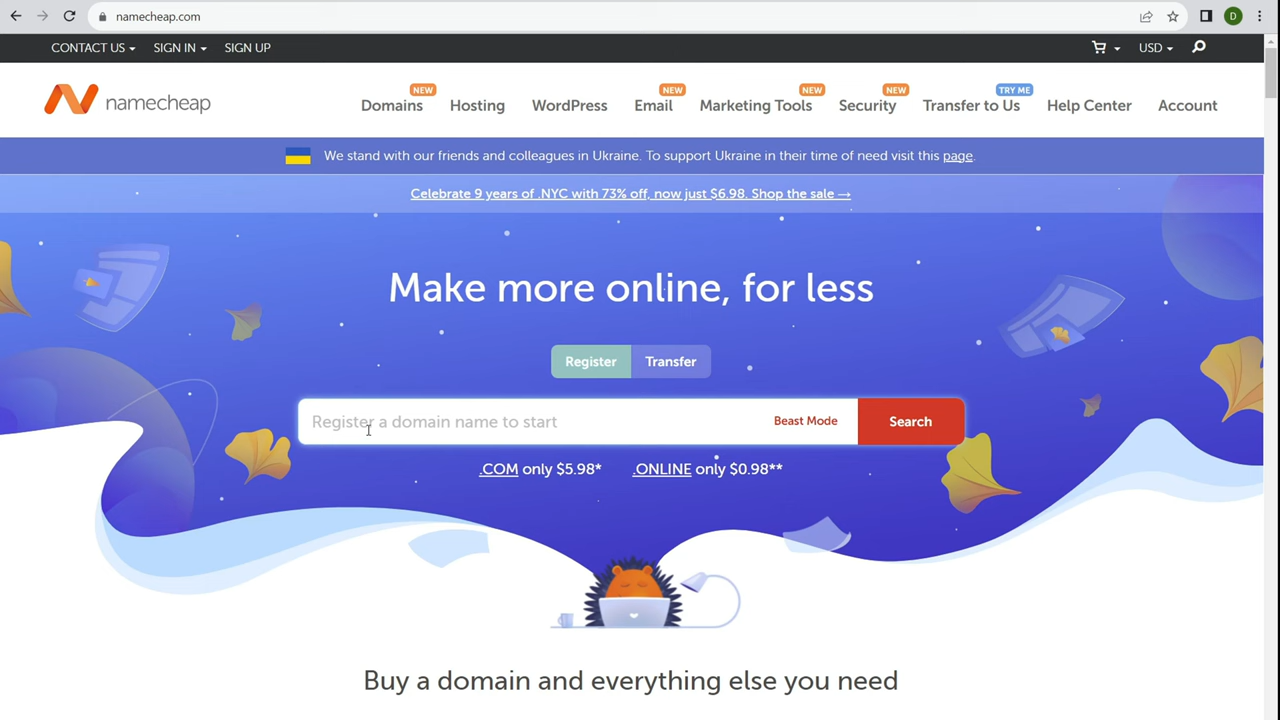 namecheap.com
D
CONTACT US SIGN IN SIGN UP USD
namecheap
NEW NEW NEW NEW TRY ME
Domains Hosting WordPress Email Marketing Tools Security Transfer to Us Help Center Account
We stand with our friends and colleagues in Ukraine. To support Ukraine in their time of need visit this page.
Celebrate 9 years of .NYC with 73% off, now just $6.98. Shop the sale →
Make more online, for less
Register Transfer
Register a domain name to start Beast Mode Search
.COM only $5.98* .ONLINE only $0.98**
Buy a domain and everything else you need